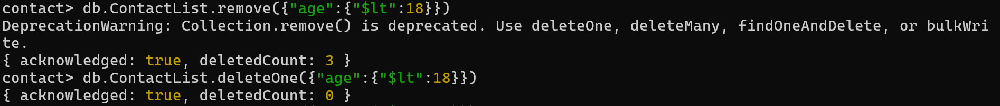 contact> db.ContactList.remove({"age":{"$lt":18}})
DeprecationWarning: Collection.remove() is deprecated. Use deleteOne, deleteMany, findOneAndDelete, or bulkWri
te.
{ acknowledged: true, deletedCount: 3 }
contact> db.ContactList.deleteOne({"age":{"$lt":18}})
{ acknowledged: true, deletedCount: 0 }